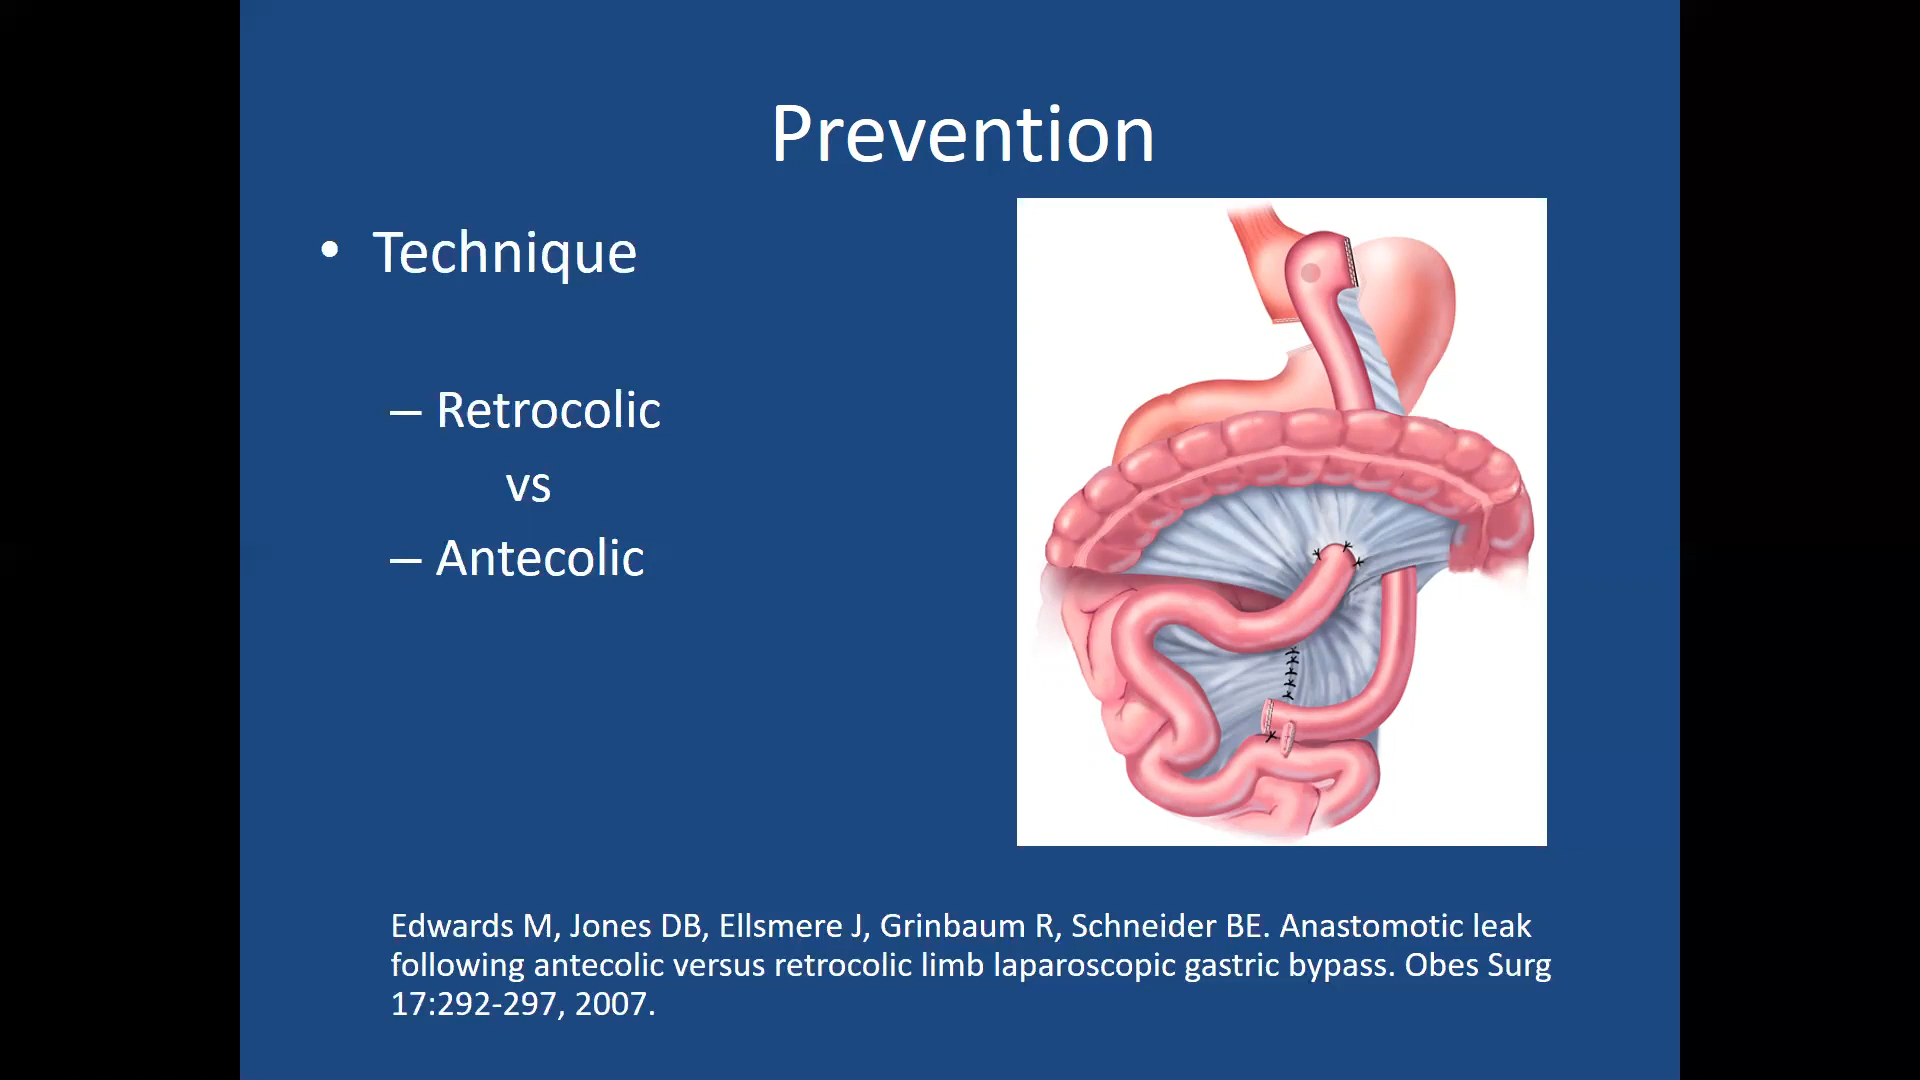 Prevention
• Technique
– Retrocolic
vs
– Antecolic
Edwards M, Jones DB, Ellsmere J, Grinbaum R, Schneider BE. Anastomotic leak
following antecolic versus retrocolic limb laparoscopic gastric bypass. Obes Surg
17:292-297, 2007.